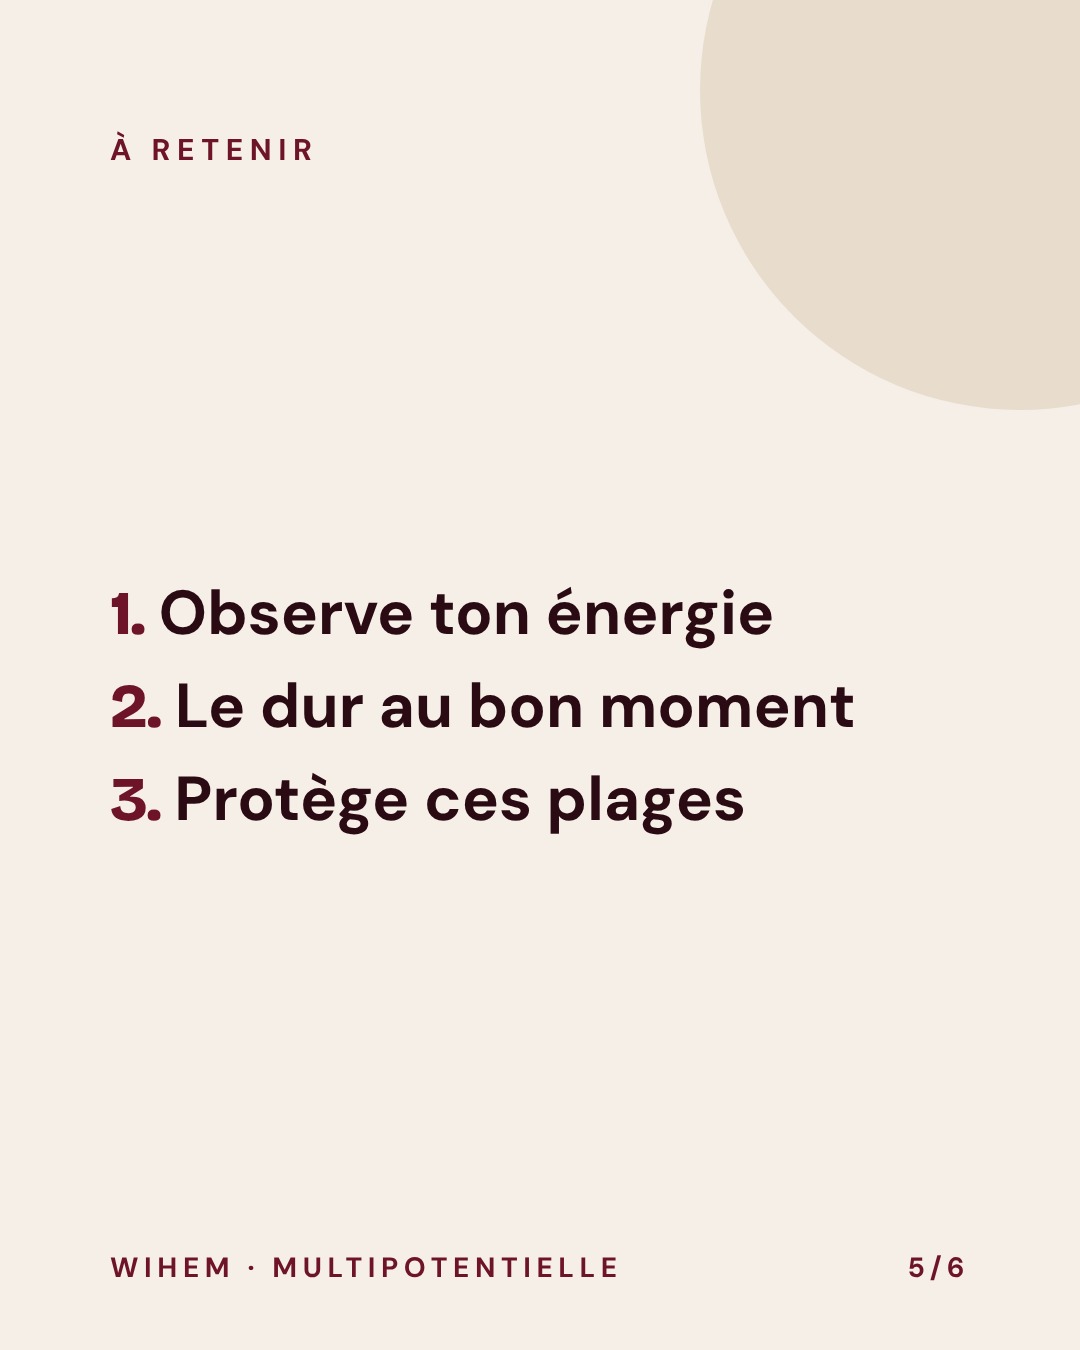 À RETENIR
1. Observe ton énergie
2. Le dur au bon moment
3. Protège ces plages
WIHEM · MULTIPOTENTIELLE
5/6